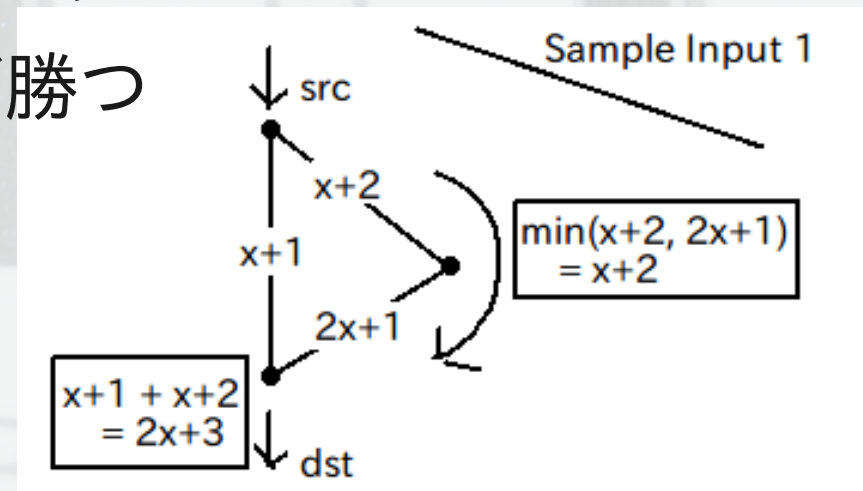 勝つ
Sample Input 1
src
x+2
x+1
min(x+2, 2x+1)
= x+2
2x+1
x+1 + x+2
= 2x+3
dst